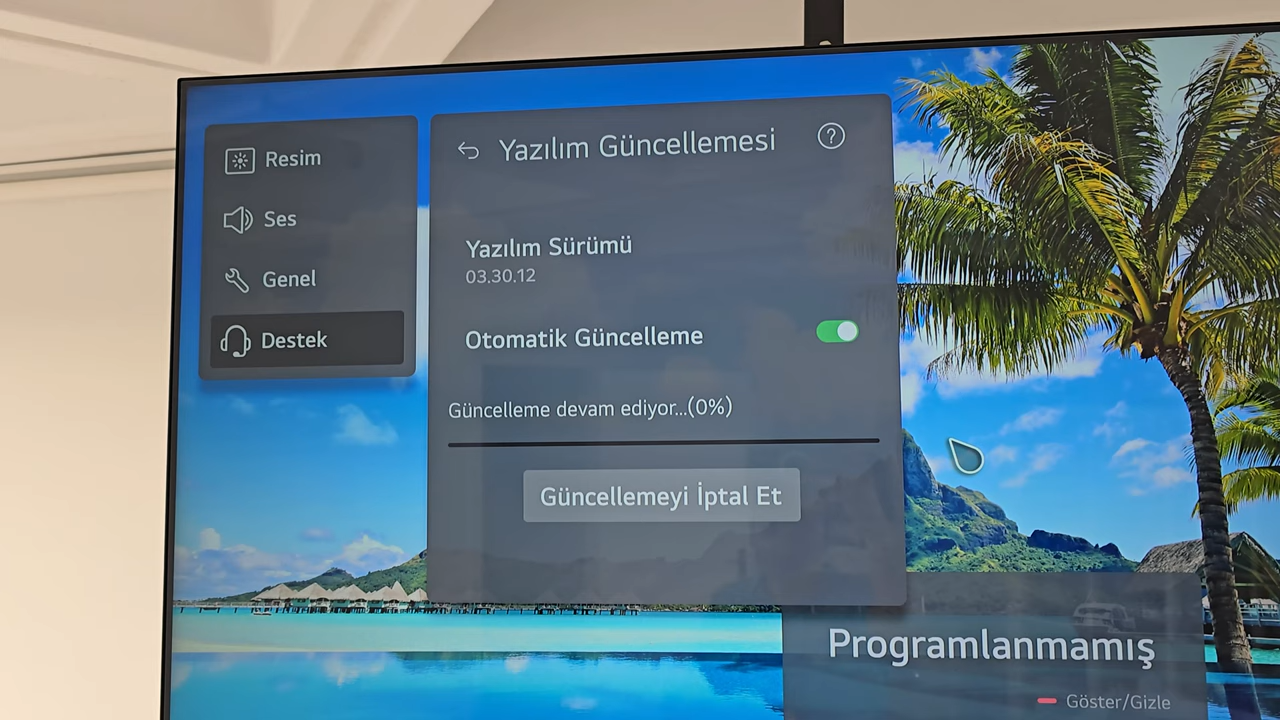 Resim
Ses
Genel
Destek
Yazılım Güncellemesi
Yazılım Sürümü
03.30.12
Otomatik Güncelleme
Güncelleme devam ediyor...(0%)
Güncellemeyi İptal Et
Programlanmamış
Göster/Gizle